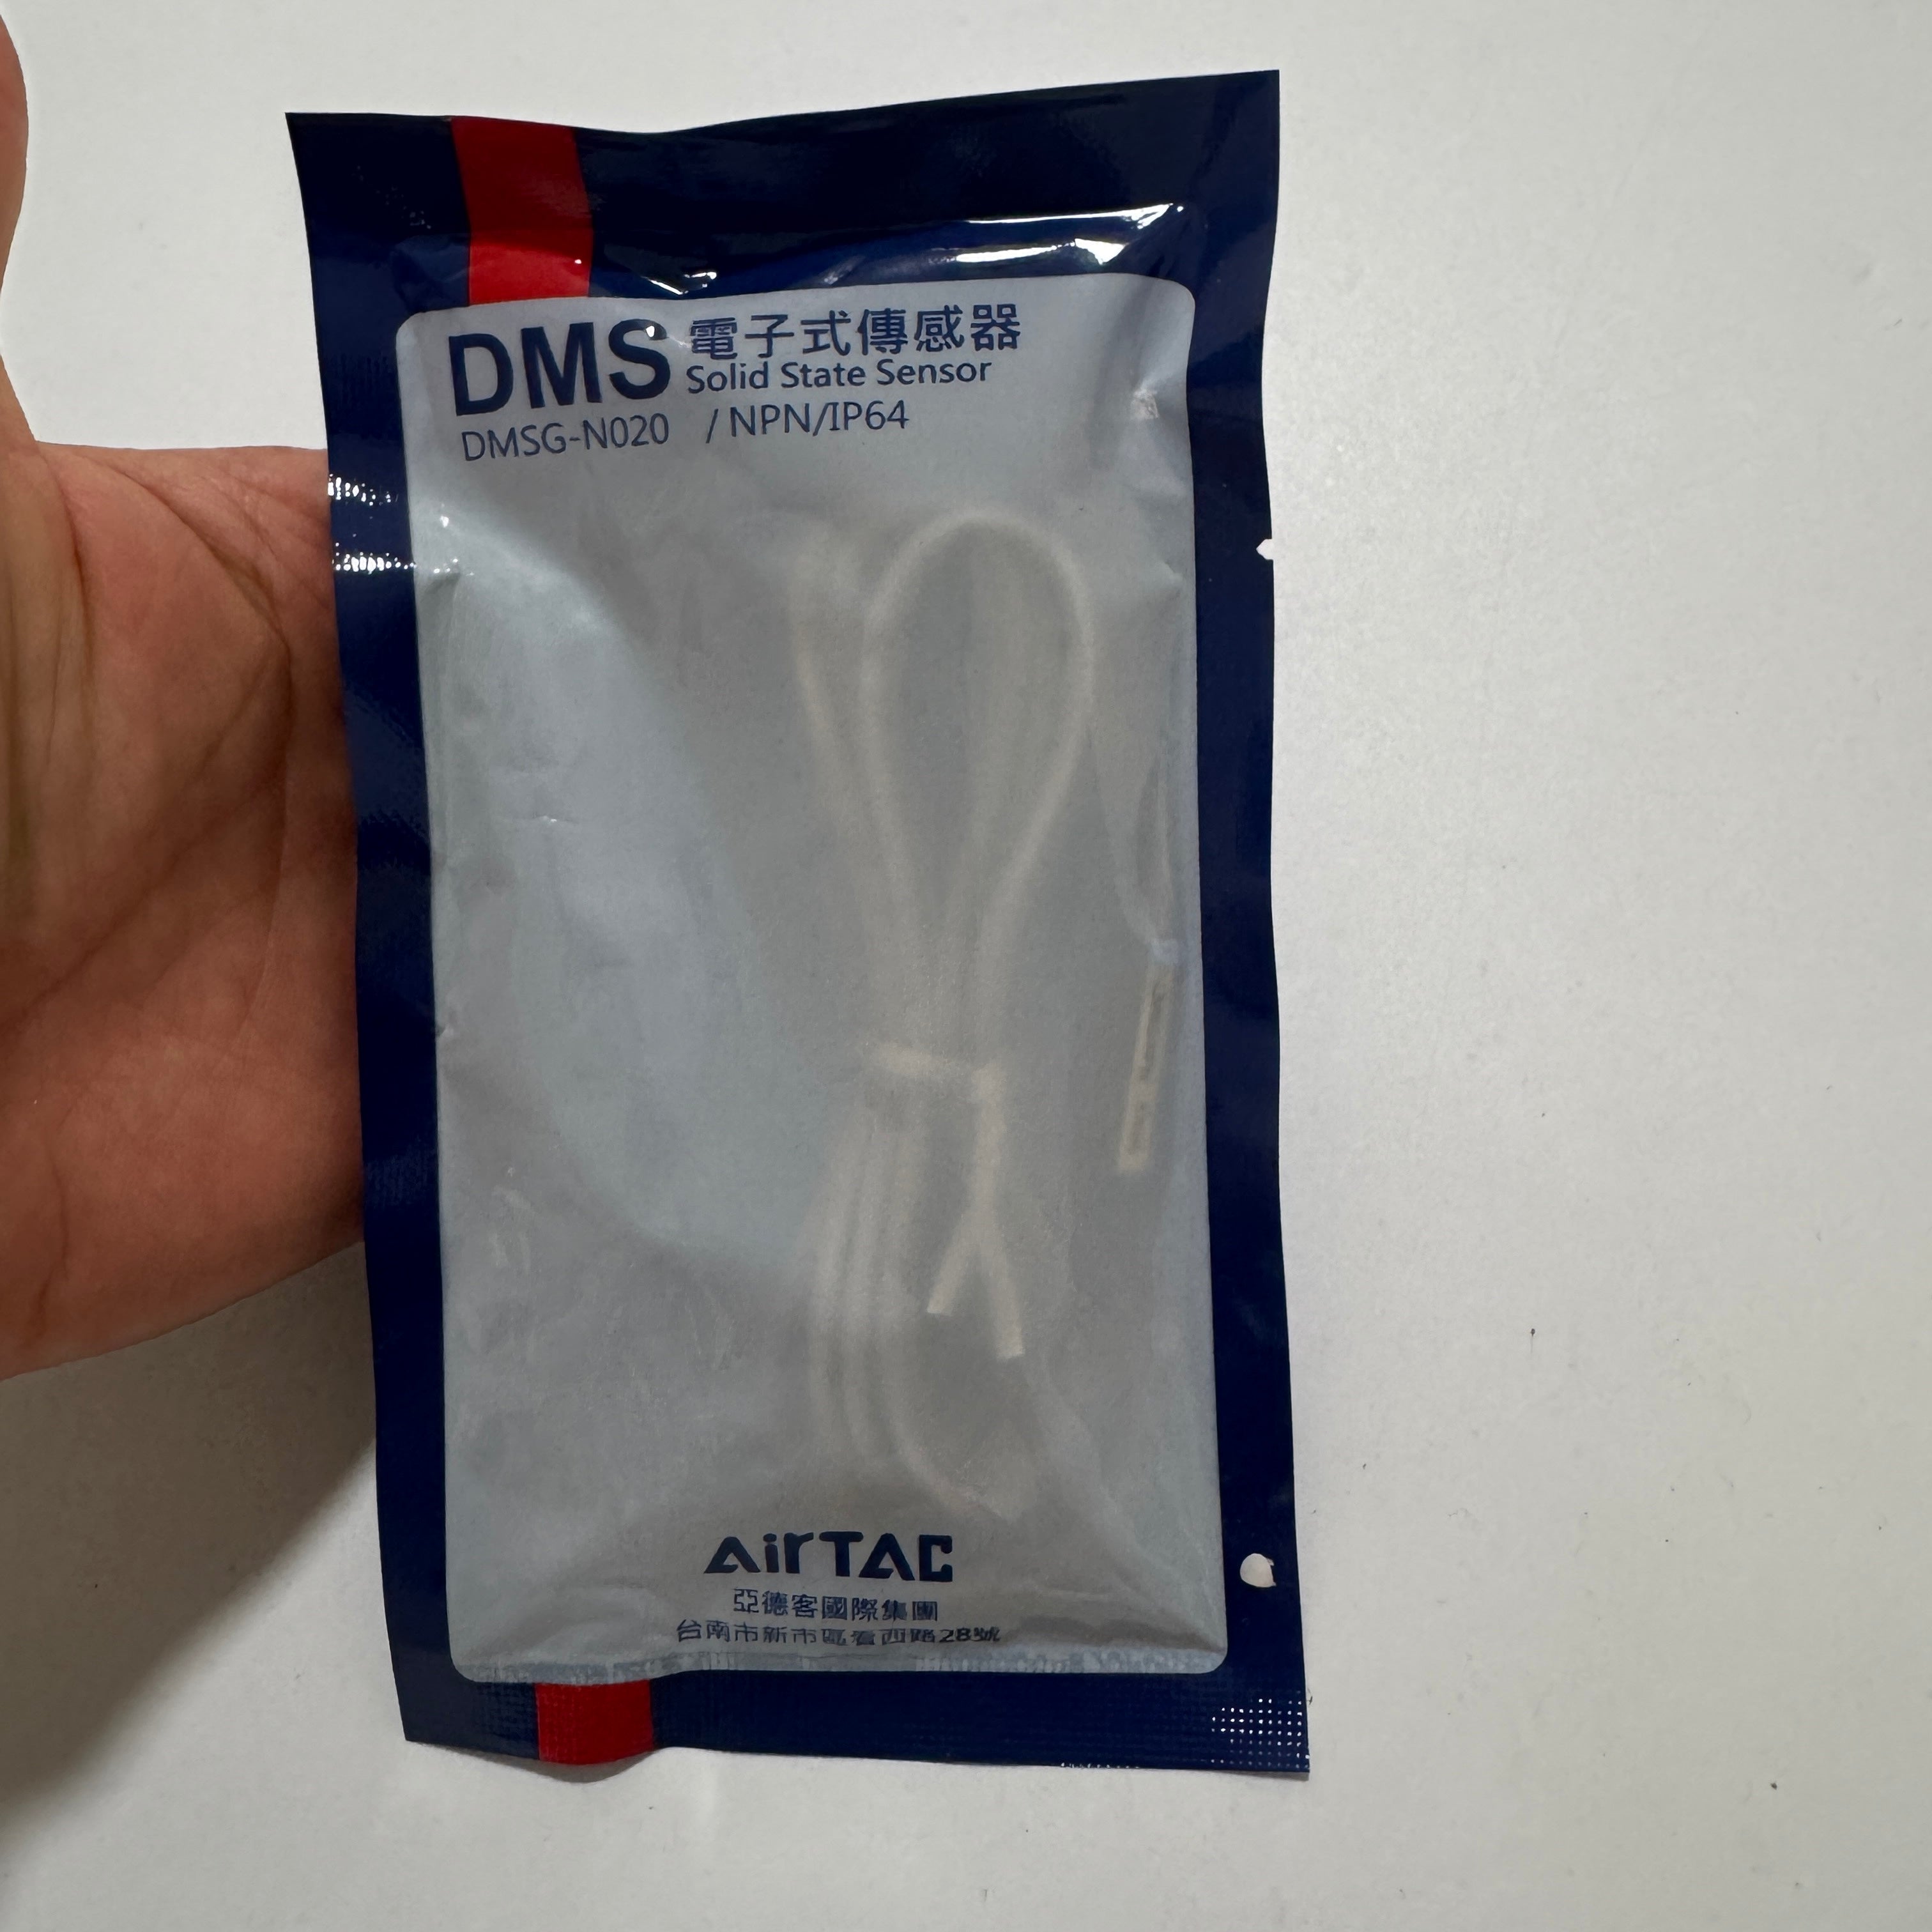 DMS 電子式傳感器
Solid State Sensor
DMSG-N020 / NPN/IP64
AirTAC
亞德客國際集團
台南市新市區看西路28號